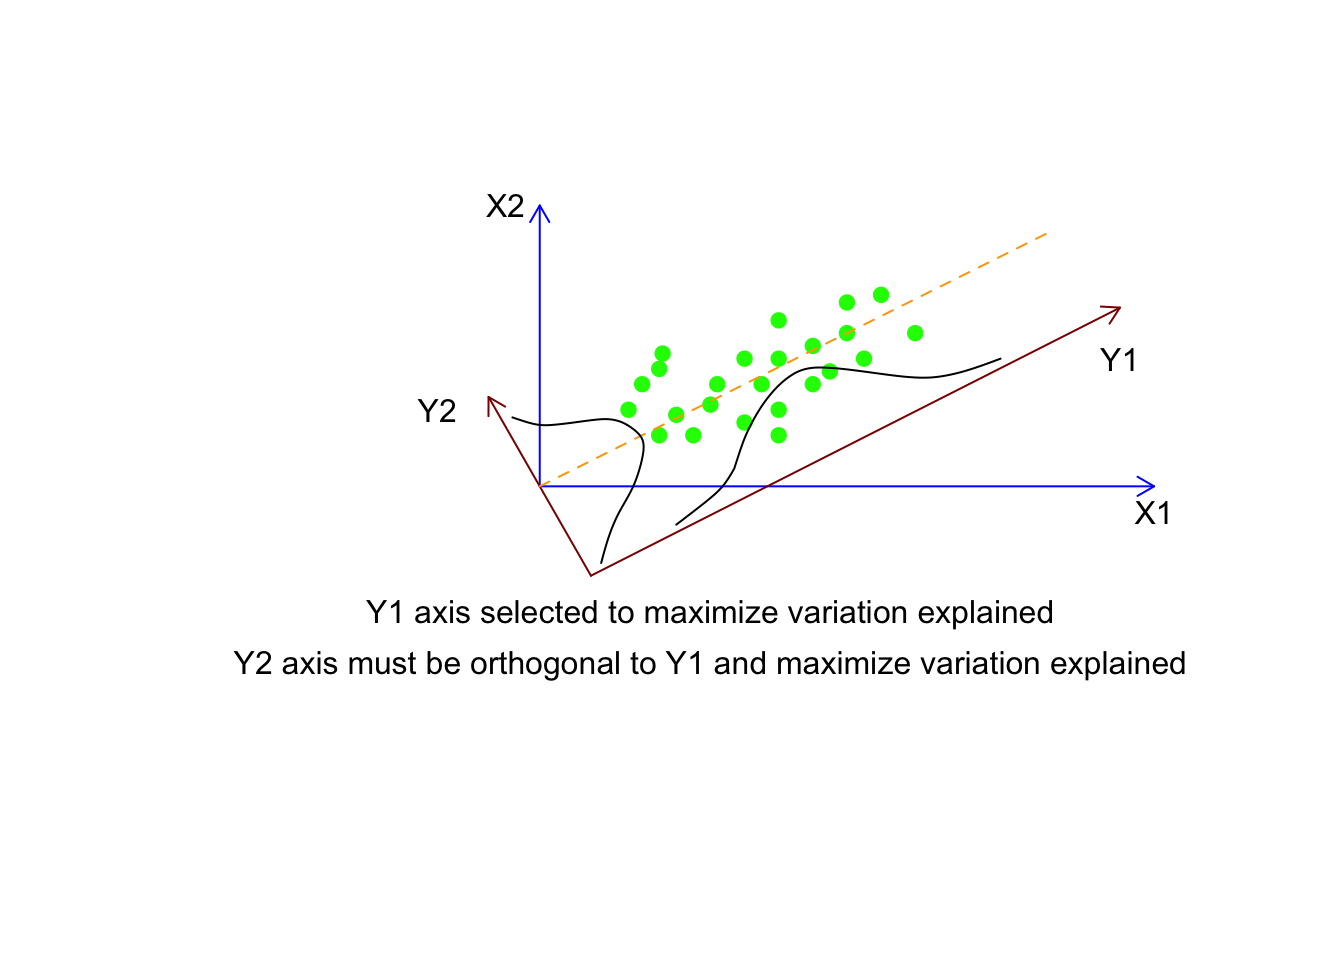 X2
Y1
Y2
X1
Y1 axis selected to maximize variation explained
Y2 axis must be orthogonal to Y1 and maximize variation explained